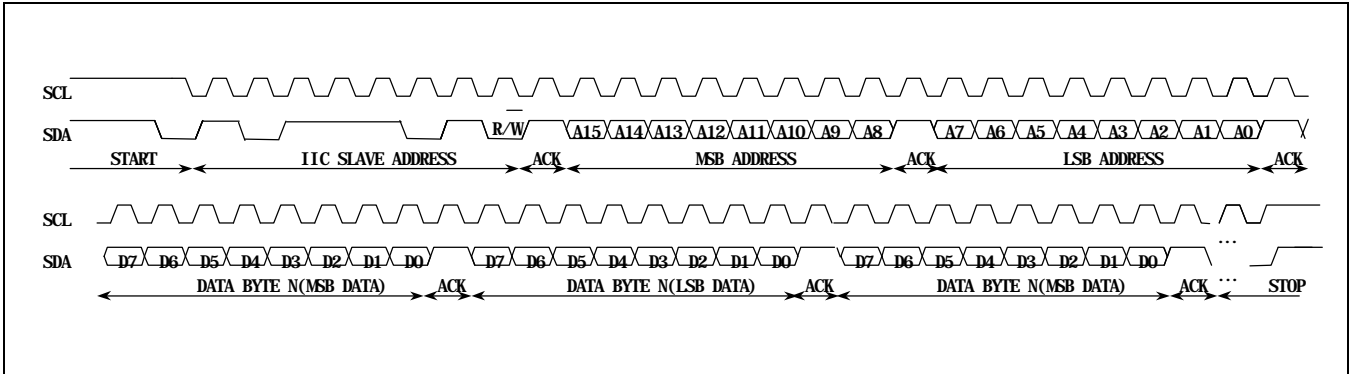 SCL
SDA R/W A15 A14 A13 A12 A11 A10 A9 A8 A7 A6 A5 A4 A3 A2 A1 A0
START IIC SLAVE ADDRESS ACK MSB ADDRESS ACK LSB ADDRESS ACK
SCL
...
SDA D7 D6 D5 D4 D3 D2 D1 D0 D7 D6 D5 D4 D3 D2 D1 D0 D7 D6 D5 D4 D3 D2 D1 D0
DATA BYTE N(MSB DATA) ACK DATA BYTE N(LSB DATA) ACK DATA BYTE N(MSB DATA) ACK ... STOP